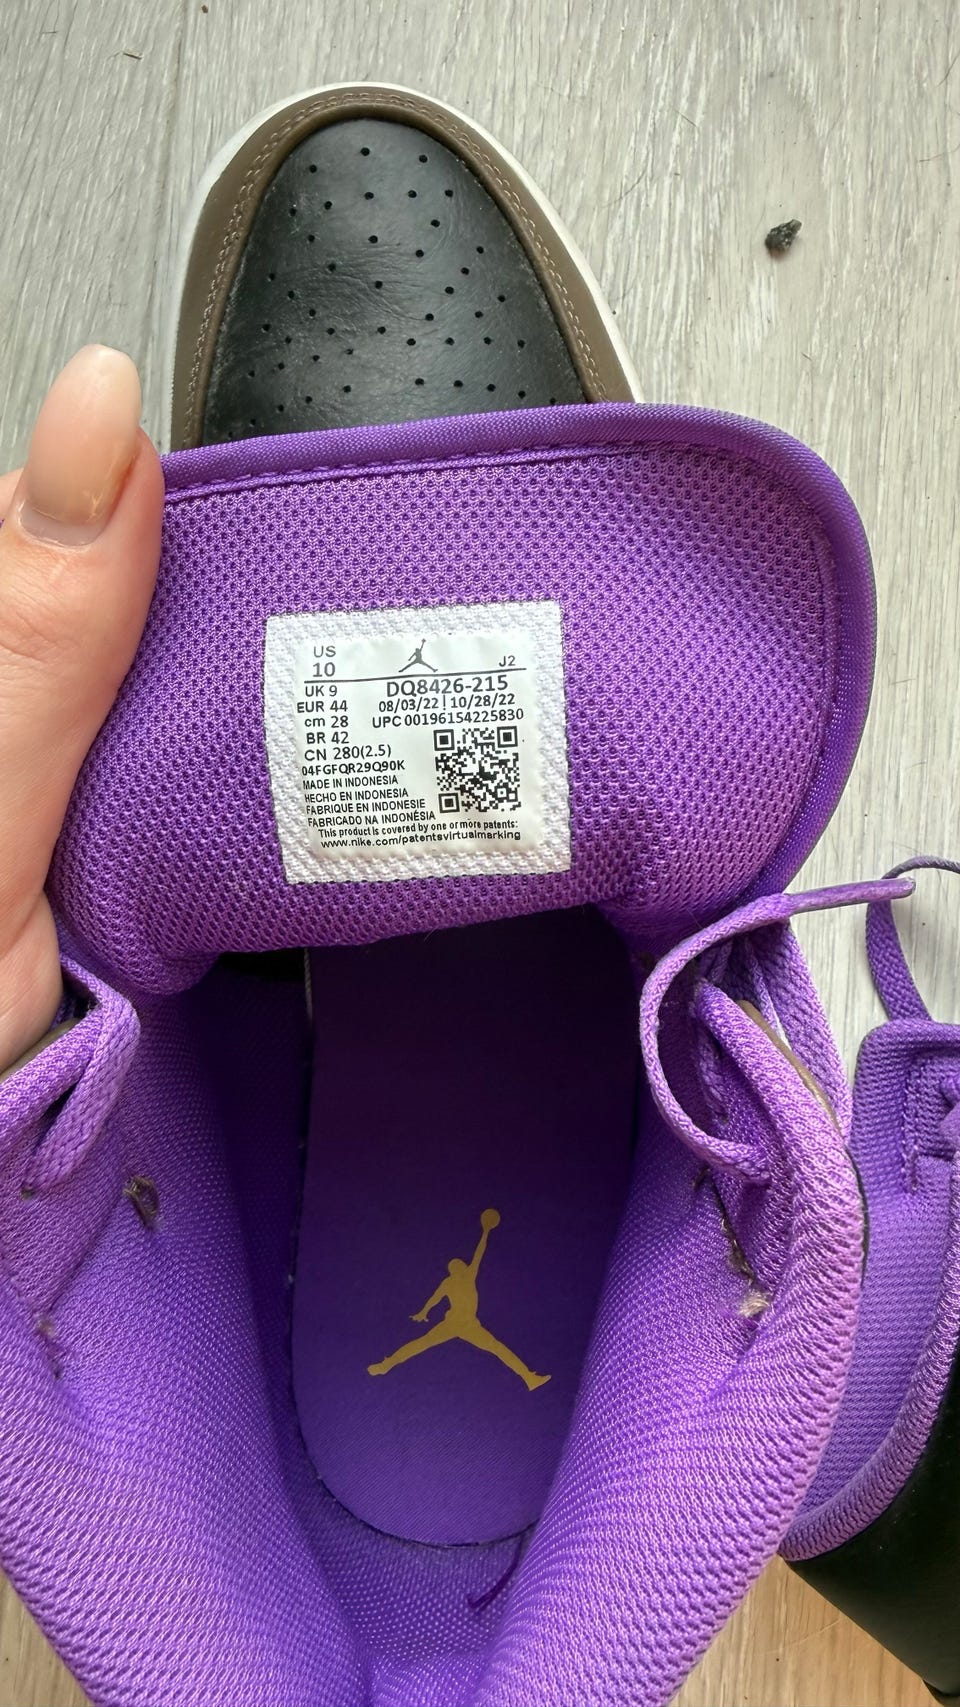 US
10
J2
UK 9 DQ8426-215
EUR 44 08/03/22 | 10/28/22
cm 28 UPC 00196154225830
BR 42
CN 280(2.5)
04FGFQR29Q90K
MADE IN INDONESIA
HECHO EN INDONESIA
FABRIQUE EN INDONESIE
FABRICADO NA INDONÉSIA
This product is covered by one or more patents:
www.nike.com/patentsvirtualmarking